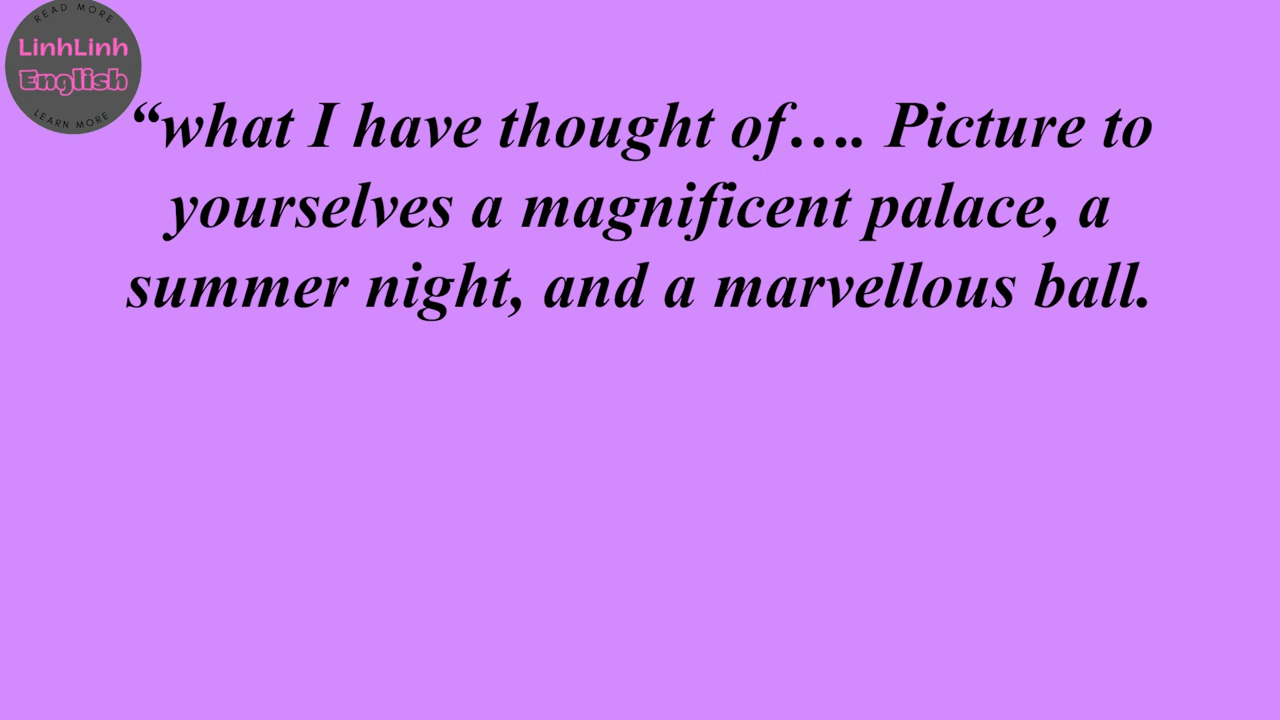 READ MORE
LinhLinh
English
LEARN MORE
“what I have thought of…. Picture to
yourselves a magnificent palace, a
summer night, and a marvellous ball.